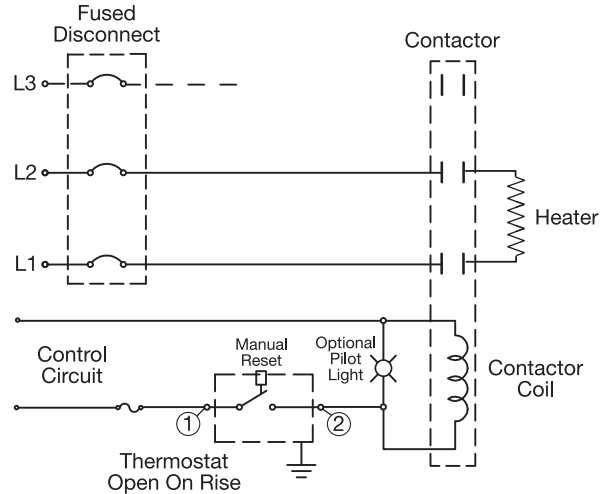 Fused
Disconnect
Contactor
L3
L2
Heater
L1
Control
Circuit
Manual
Reset
Optional
Pilot
Light
Contactor
Coil
1
2
Thermostat
Open On Rise